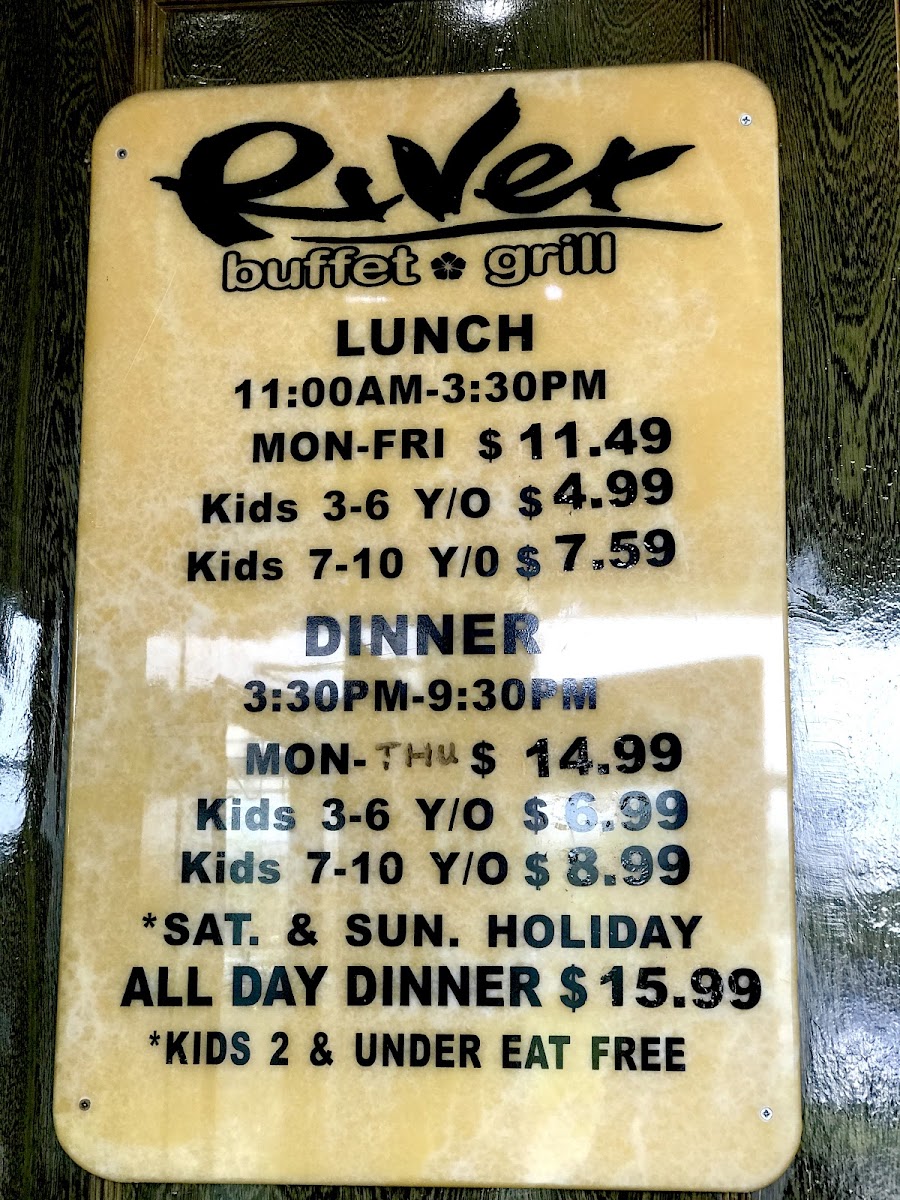 River
buffet grill
LUNCH
11:00AM-3:30PM
MON-FRI $ 11.49
Kids 3-6 Y/O $ 4.99
Kids 7-10 Y/O $ 7.59
DINNER
3:30PM-9:30PM
MON-THU $ 14.99
Kids 3-6 Y/O $ 6.99
Kids 7-10 Y/O $ 8.99
*SAT. & SUN. HOLIDAY
ALL DAY DINNER $ 15.99
*KIDS 2 & UNDER EAT FREE